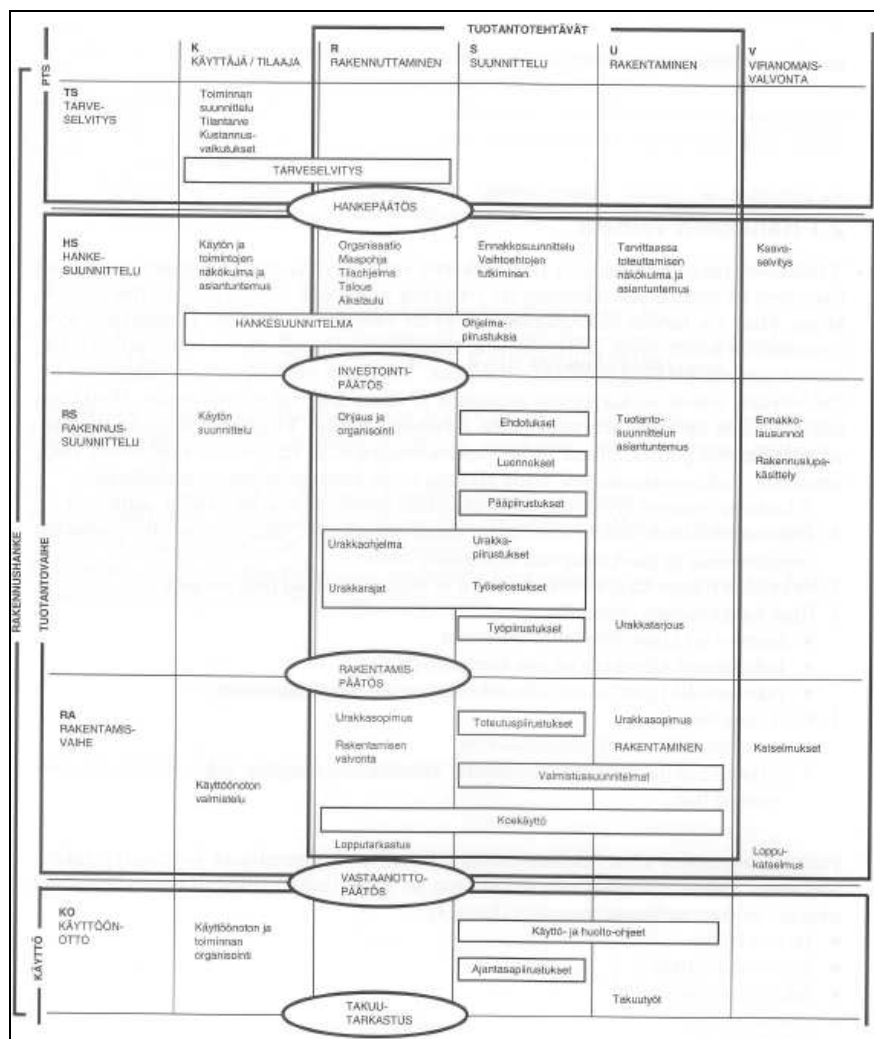 TUOTANTOTEHTÄVÄT
K
KÄYTTÄJÄ / TILAAJA
R
RAKENNUTTAMINEN
S
SUUNNITTELU
U
RAKENTAMINEN
V
VIRANOMAIS-
VALVONTA
PTS
TS
TARVE-
SELVITYS
Toiminnan
suunnittelu
Tilantarve
Kustannus-
vaikutukset
TARVESELVITYS
HANKEPÄÄTÖS
RAKENNUSHANKE
TUOTANTOVAIHE
HS
HANKE-
SUUNNITTELU
Käytön ja
toimintojen
näkökulma ja
asiantuntemus
Organisaatio
Maapohja
Tilaohjelma
Talous
Aikataulu
Ennakkosuunnittelu
Vaihtoehtojen
tutkiminen
Tarvittaessa
toteuttamisen
näkökulma ja
asiantuntemus
Kaava-
selvitys
HANKESUUNNITELMA
Ohjelma-
piirustuksia
INVESTOINTI-
PÄÄTÖS
RS
RAKENNUS-
SUUNNITTELU
Käytön
suunnittelu
Ohjaus ja
organisointi
Ehdotukset
Luonnokset
Pääpiirustukset
Tuotanto-
suunnittelun
asiantuntemus
Ennakko-
lausunnot
Rakennuslupa-
käsittely
Urakkaohjelma
Urakka-
piirustukset
Urakkarajat
Työselostukset
Työpiirustukset
Urakkatarjous
RAKENTAMIS-
PÄÄTÖS
RA
RAKENTAMIS-
VAIHE
Urakkasopimus
Toteutuspiirustukset
Urakkasopimus
Rakentamisen
valvonta
RAKENTAMINEN
Katselmukset
Käyttöönoton
valmistelu
Valmistussuunnitelmat
Koekäyttö
Lopputarkastus
Loppu-
katselmus
VASTAANOTTO-
PÄÄTÖS
KÄYTTÖ
KO
KÄYTTÖÖN-
OTTO
Käyttöönoton ja
toiminnan
organisointi
Käyttö- ja huolto-ohjeet
Ajantasapiirustukset
Takuutyöt
TAKUU-
TARKASTUS